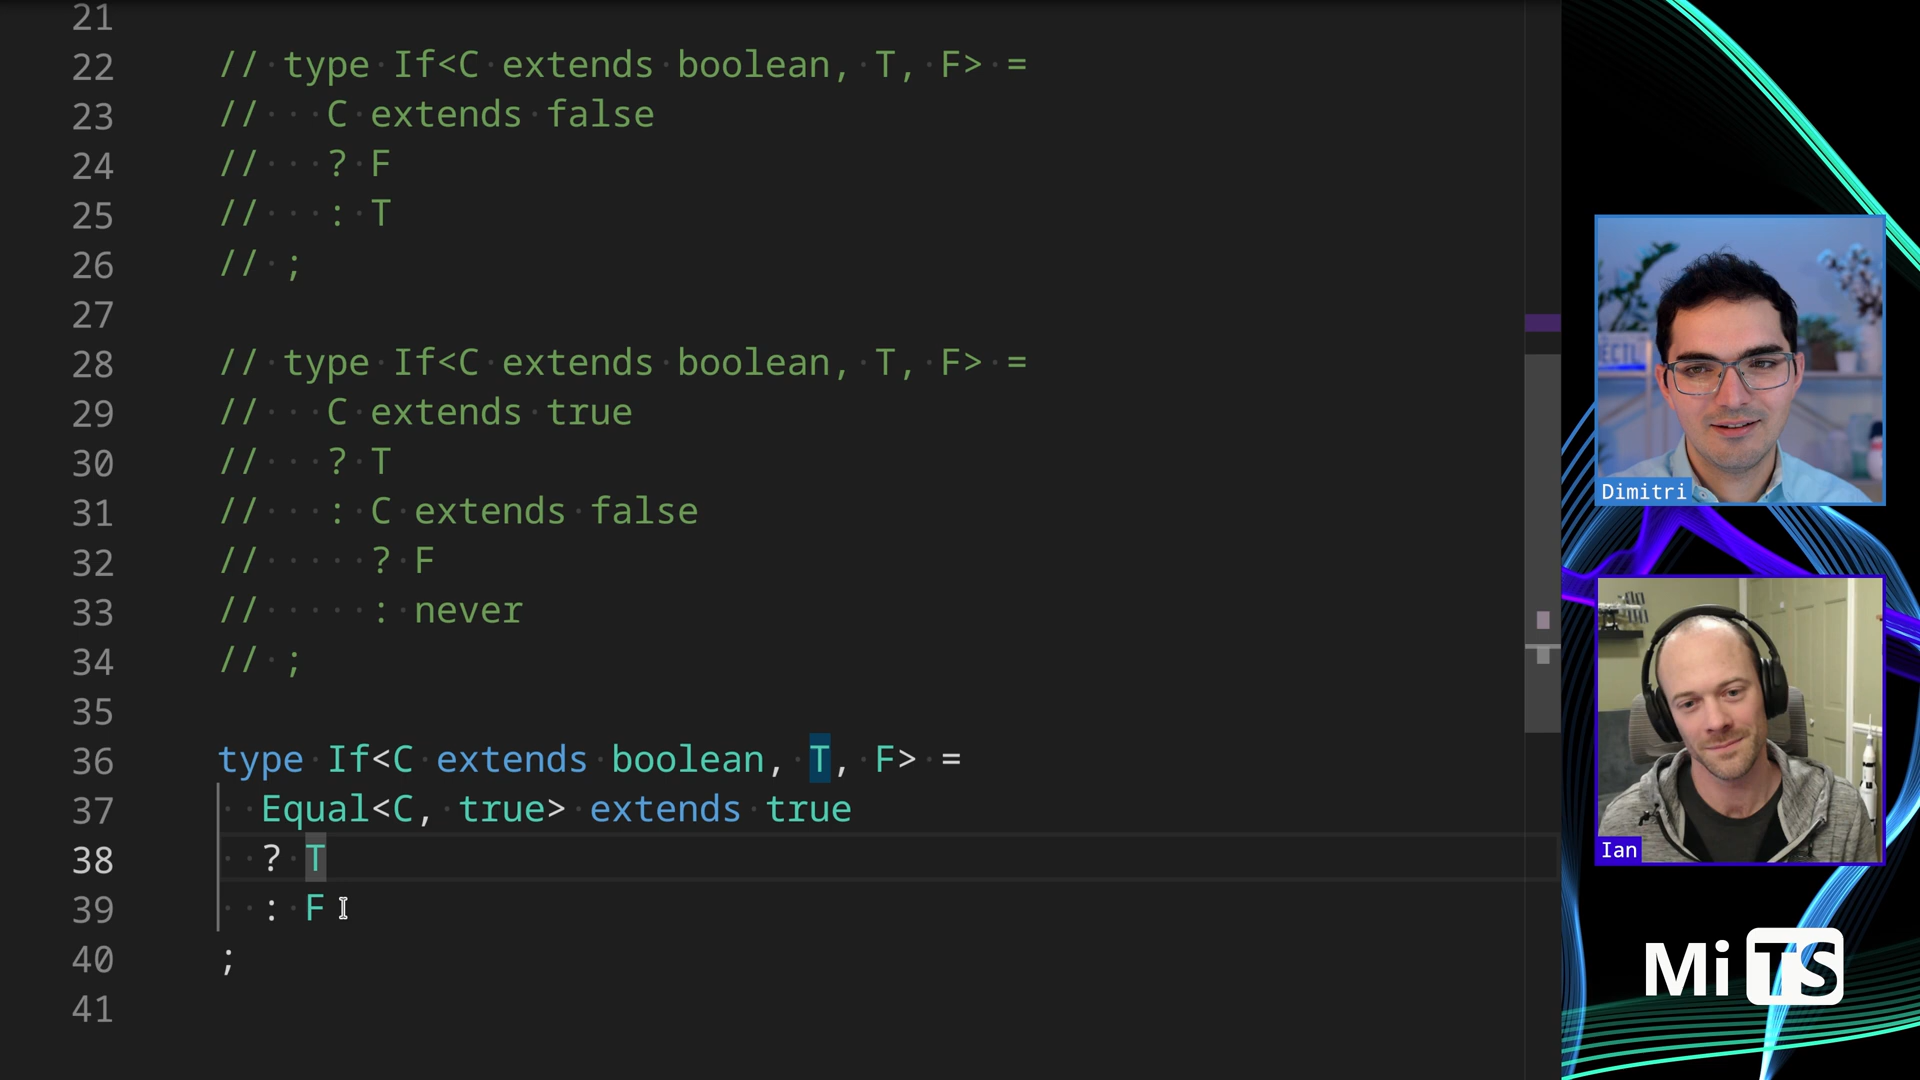 21
22 // type If<C extends boolean, T, F> =
23 //   C extends false
24 //   ? F
25 //   : T
26 // ;
27
28 // type If<C extends boolean, T, F> =
29 //   C extends true
30 //   ? T
31 //   : C extends false
32 //     ? F
33 //     : never
34 // ;
35
36 type If<C extends boolean, T, F> =
37   Equal<C, true> extends true
38   ? T
39   : F
40 ;
41
ECTL
Dimitri
Ian
MiTS